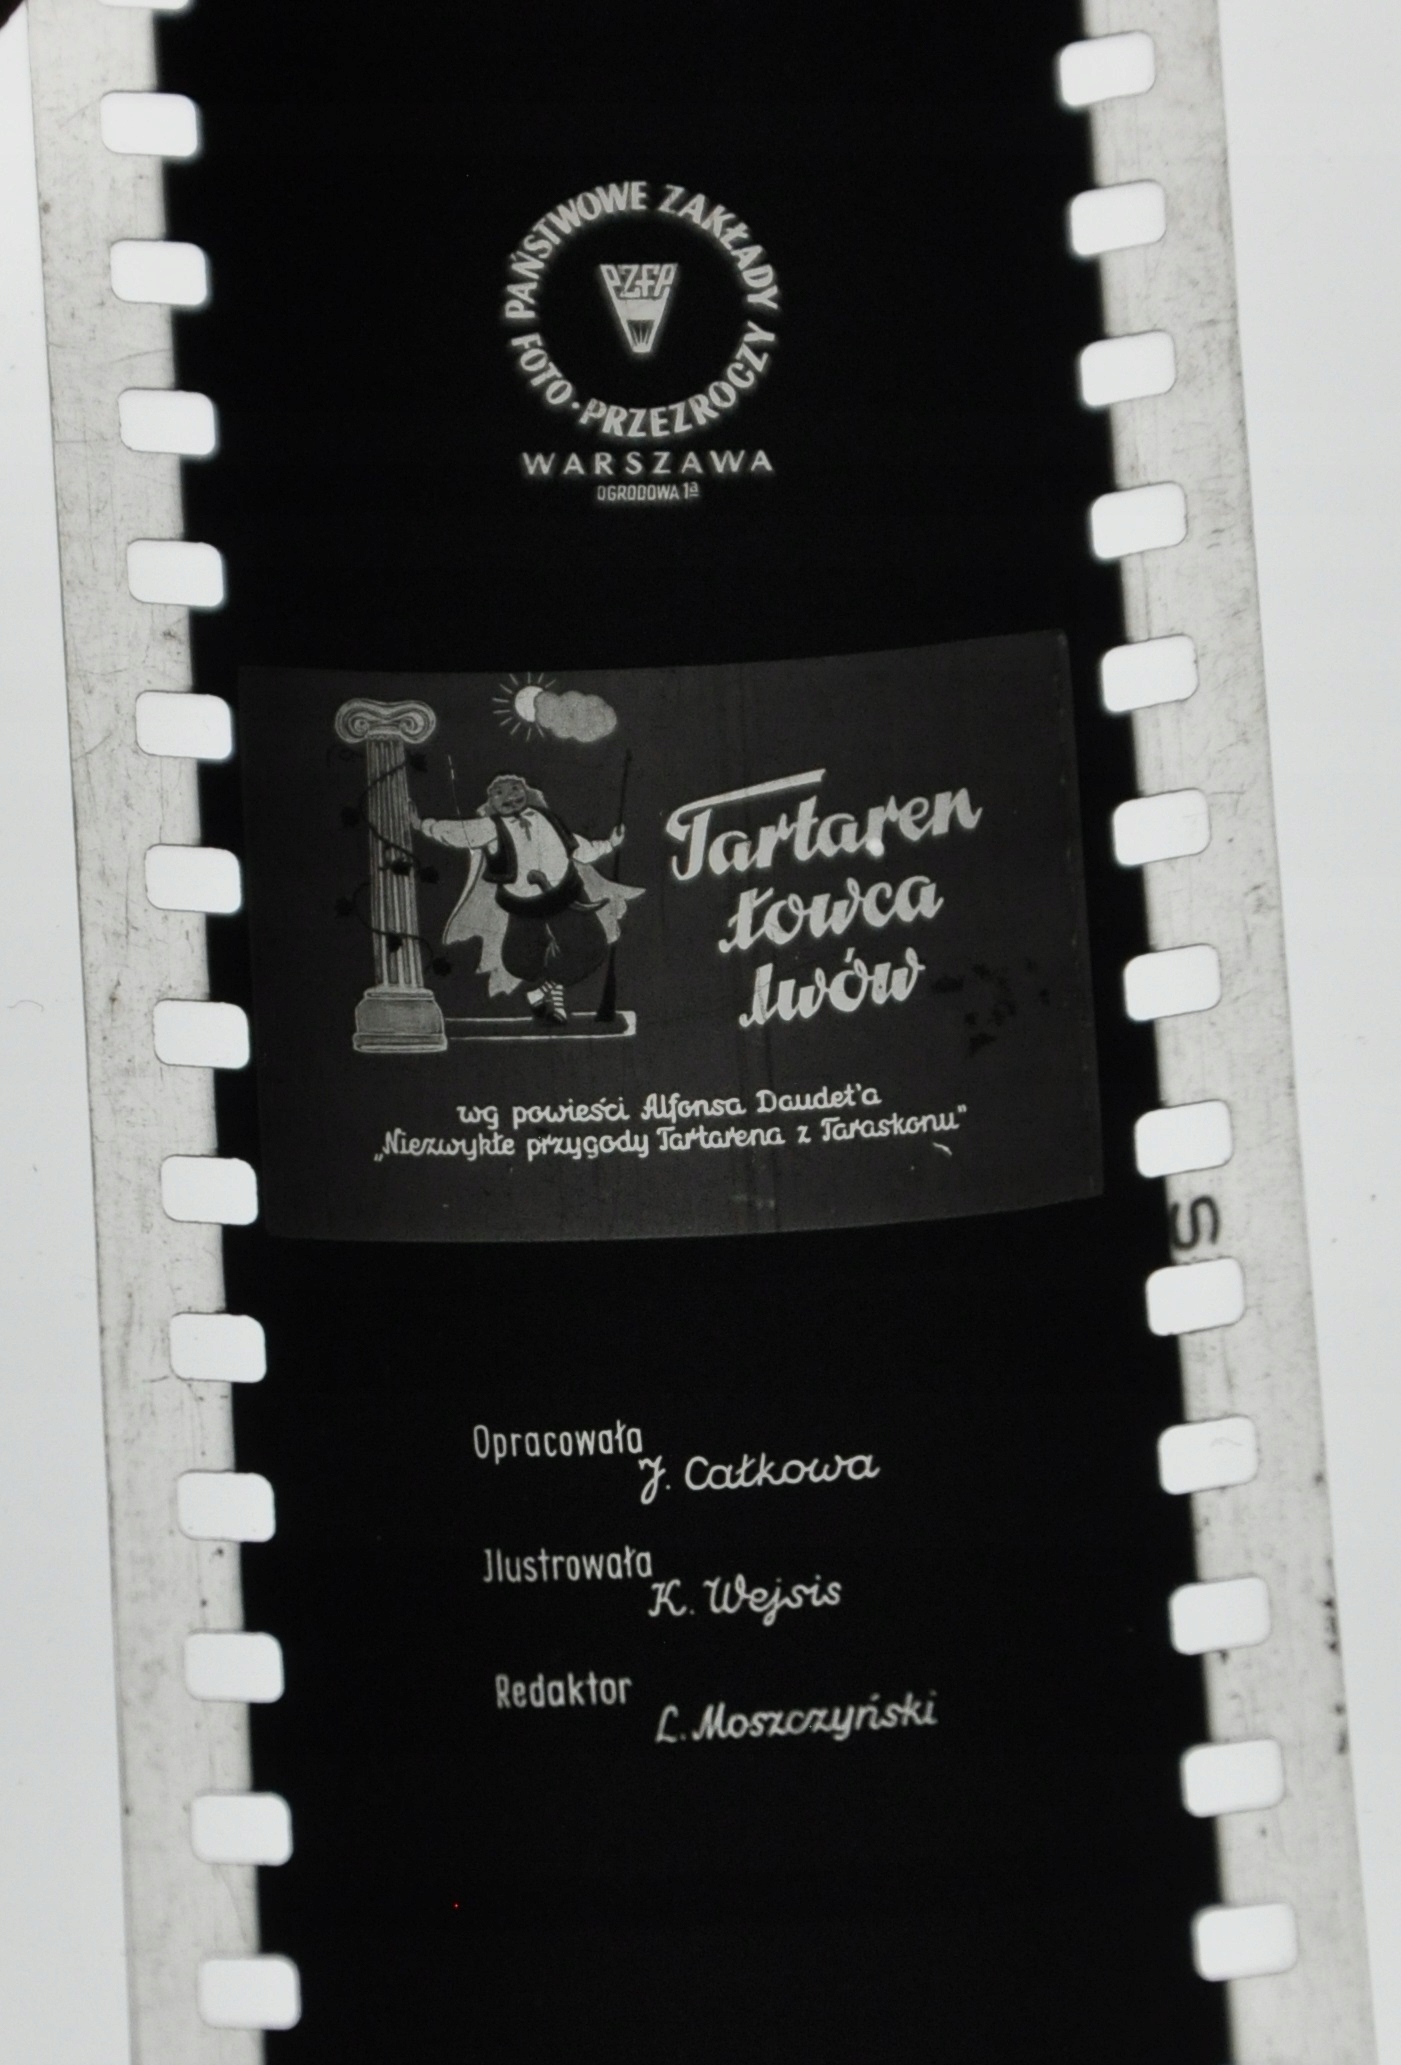 PAŃSTWOWE ZAKŁADY
FOTO·PRZEZROCZY
PZFP
WARSZAWA
OGRODOWA 1ª
Tartaren
łowca
lwów
wg powieści Alfonsa Daudet'a
„Niezwykłe przygody Tartarena z Taraskonu"
S
Opracowała
J. Całkowa
Ilustrowała
K. Wejsis
Redaktor
L. Moszczyński